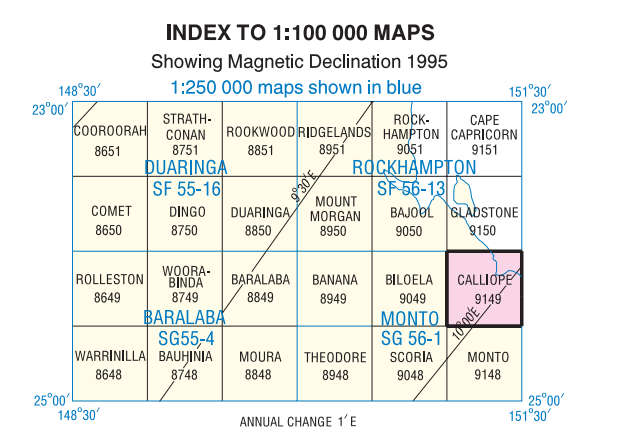 INDEX TO 1:100 000 MAPS
Showing Magnetic Declination 1995
1:250 000 maps shown in blue
148°30′ 151°30′
23°00′ 23°00′
COOROORAH STRATH- ROOKWOOD RIDGELANDS ROCK- CAPE
CONAN HAMPTON CAPRICORN
8651 8751 8851 8951 9051 9151
DUARINGA ROCKHAMPTON
SF 55-16 9°30′E SF 56-13
COMET DINGO DUARINGA MOUNT BAJOOL GLADSTONE
MORGAN
8650 8750 8850 8950 9050 9150
ROLLESTON WOORA- BARALABA BANANA BILOELA CALLIOPE
BINDA
8649 8749 8849 8949 9049 9149
BARALABA MONTO 10°00′E
SG55-4 SG 56-1
WARRINILLA BAUHINIA MOURA THEODORE SCORIA MONTO
8648 8748 8848 8948 9048 9148
25°00′ 25°00′
148°30′ 151°30′
ANNUAL CHANGE 1′ E